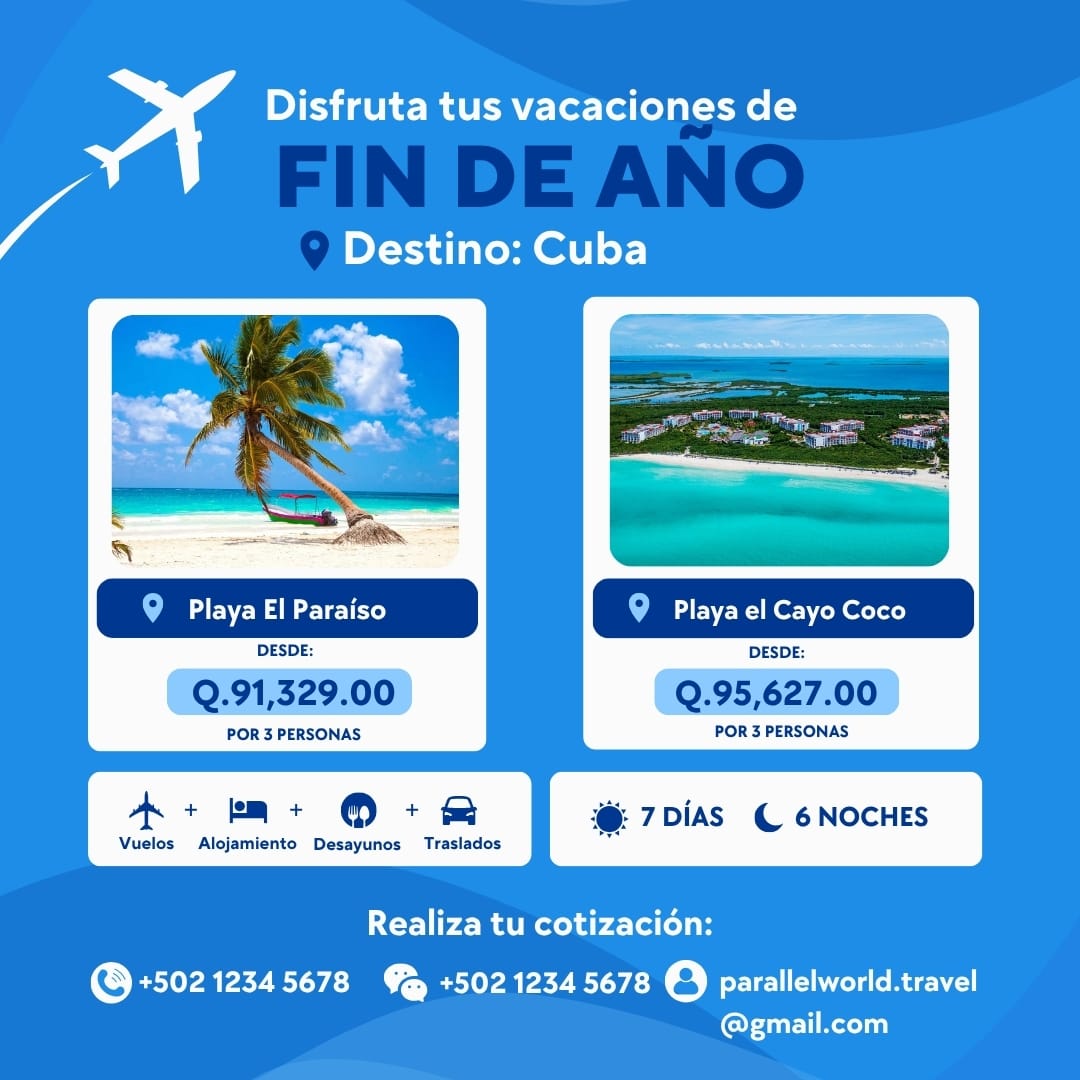 Disfruta tus vacaciones de
FIN DE AÑO
Destino: Cuba
Playa El Paraíso
DESDE:
Q.91,329.00
POR 3 PERSONAS
Playa el Cayo Coco
DESDE:
Q.95,627.00
POR 3 PERSONAS
Vuelos + Alojamiento + Desayunos + Traslados
7 DÍAS 6 NOCHES
Realiza tu cotización:
+502 1234 5678 +502 1234 5678 parallelworld.travel
@gmail.com